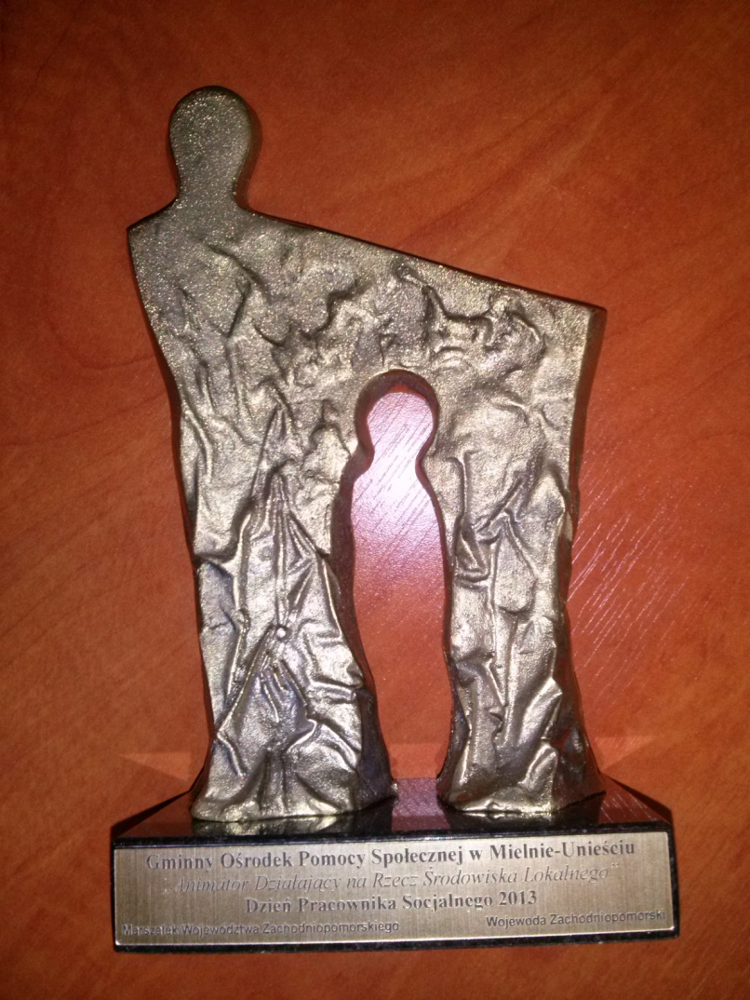 Gminny Ośrodek Pomocy Społecznej w Mielnie-Unieściu
„Animator Działający na Rzecz Środowiska Lokalnego”
Dzień Pracownika Socjalnego 2013
Marszałek Województwa Zachodniopomorskiego Wojewoda Zachodniopomorski